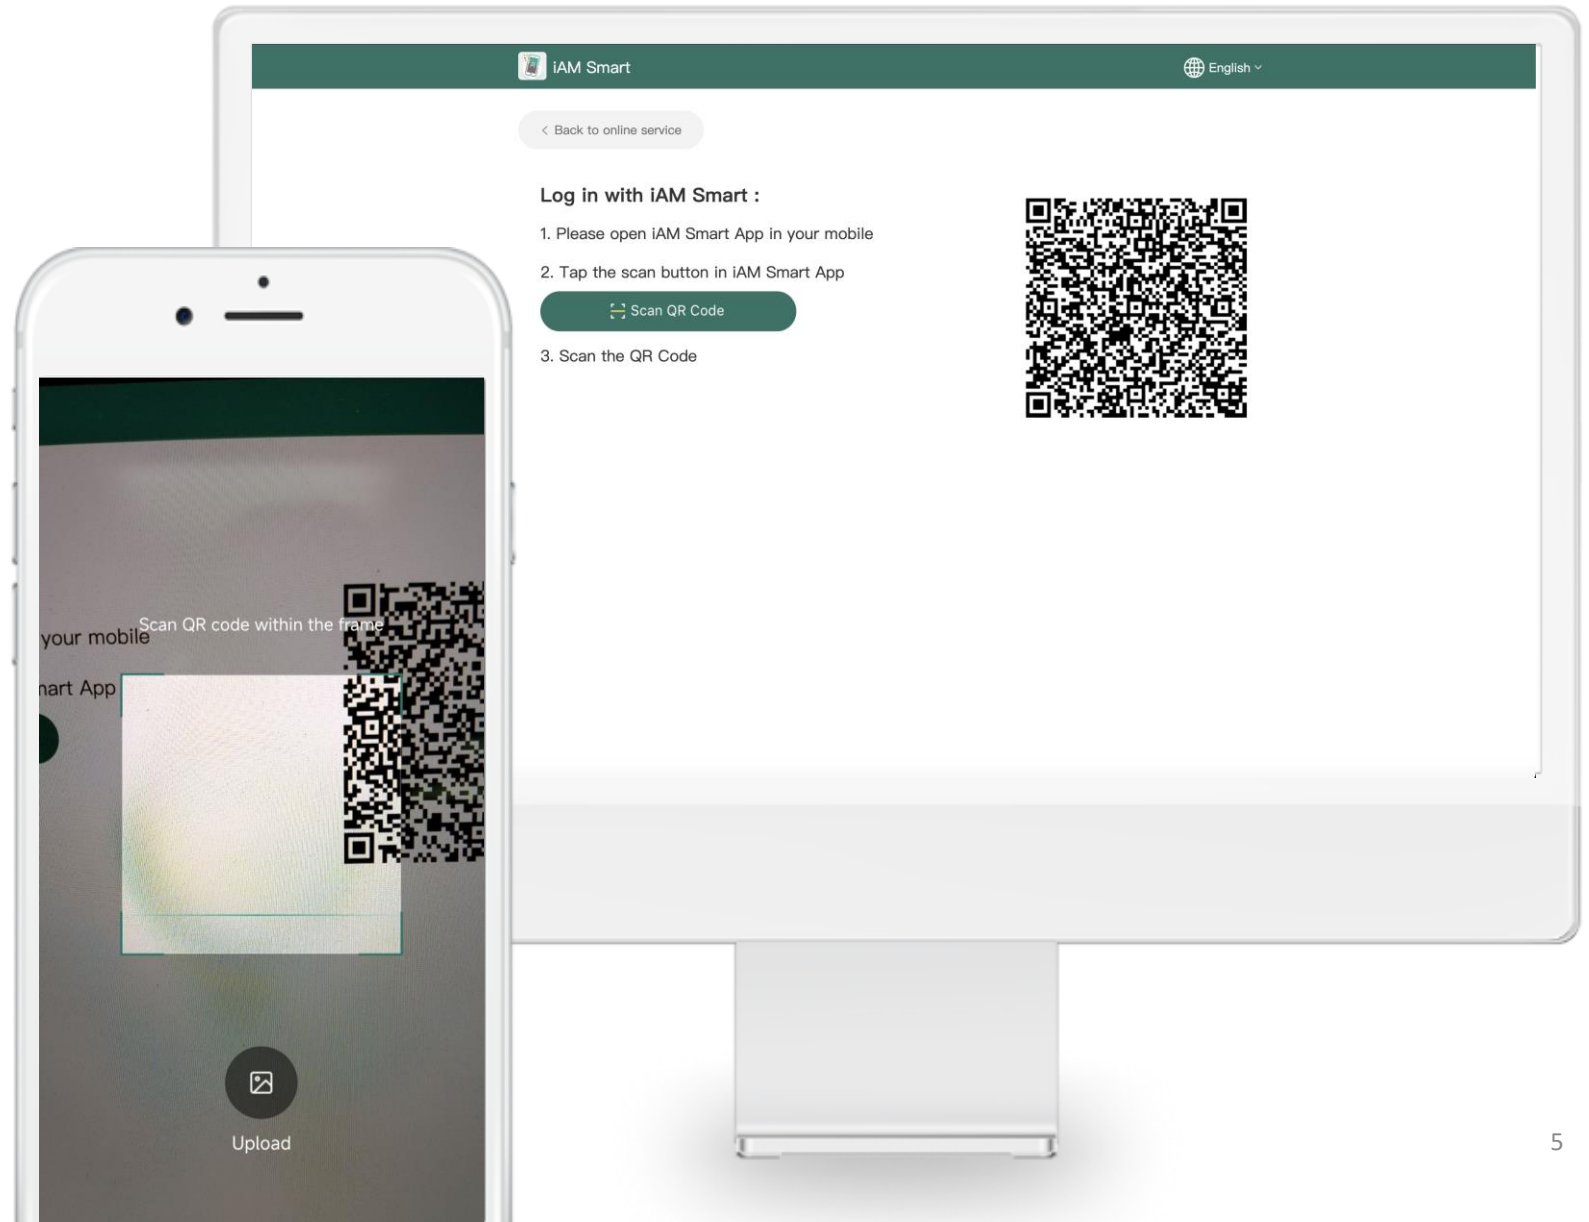 iAM Smart
English
Back to online service
Log in with iAM Smart :
1. Please open iAM Smart App in your mobile
2. Tap the scan button in iAM Smart App
Scan QR Code
3. Scan the QR Code
Scan QR code within the frame
your mobile
art App
Upload
5